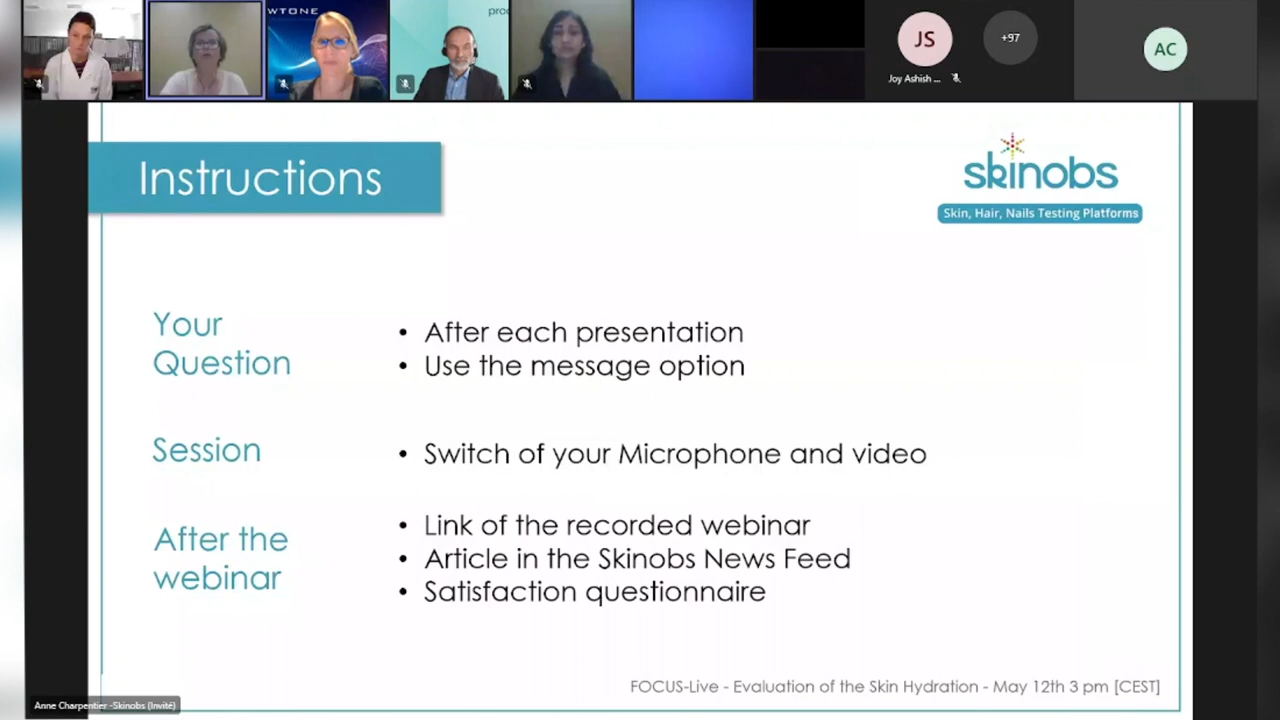 WTONE
proc
JS
+97
AC
Joy Ashish ...
Instructions
skinobs
Skin, Hair, Nails Testing Platforms
Your
Question
• After each presentation
• Use the message option
Session
• Switch of your Microphone and video
After the
webinar
• Link of the recorded webinar
• Article in the Skinobs News Feed
• Satisfaction questionnaire
FOCUS-Live - Evaluation of the Skin Hydration - May 12th 3 pm [CEST]
Anne Charpentier -Skinobs (Invité)